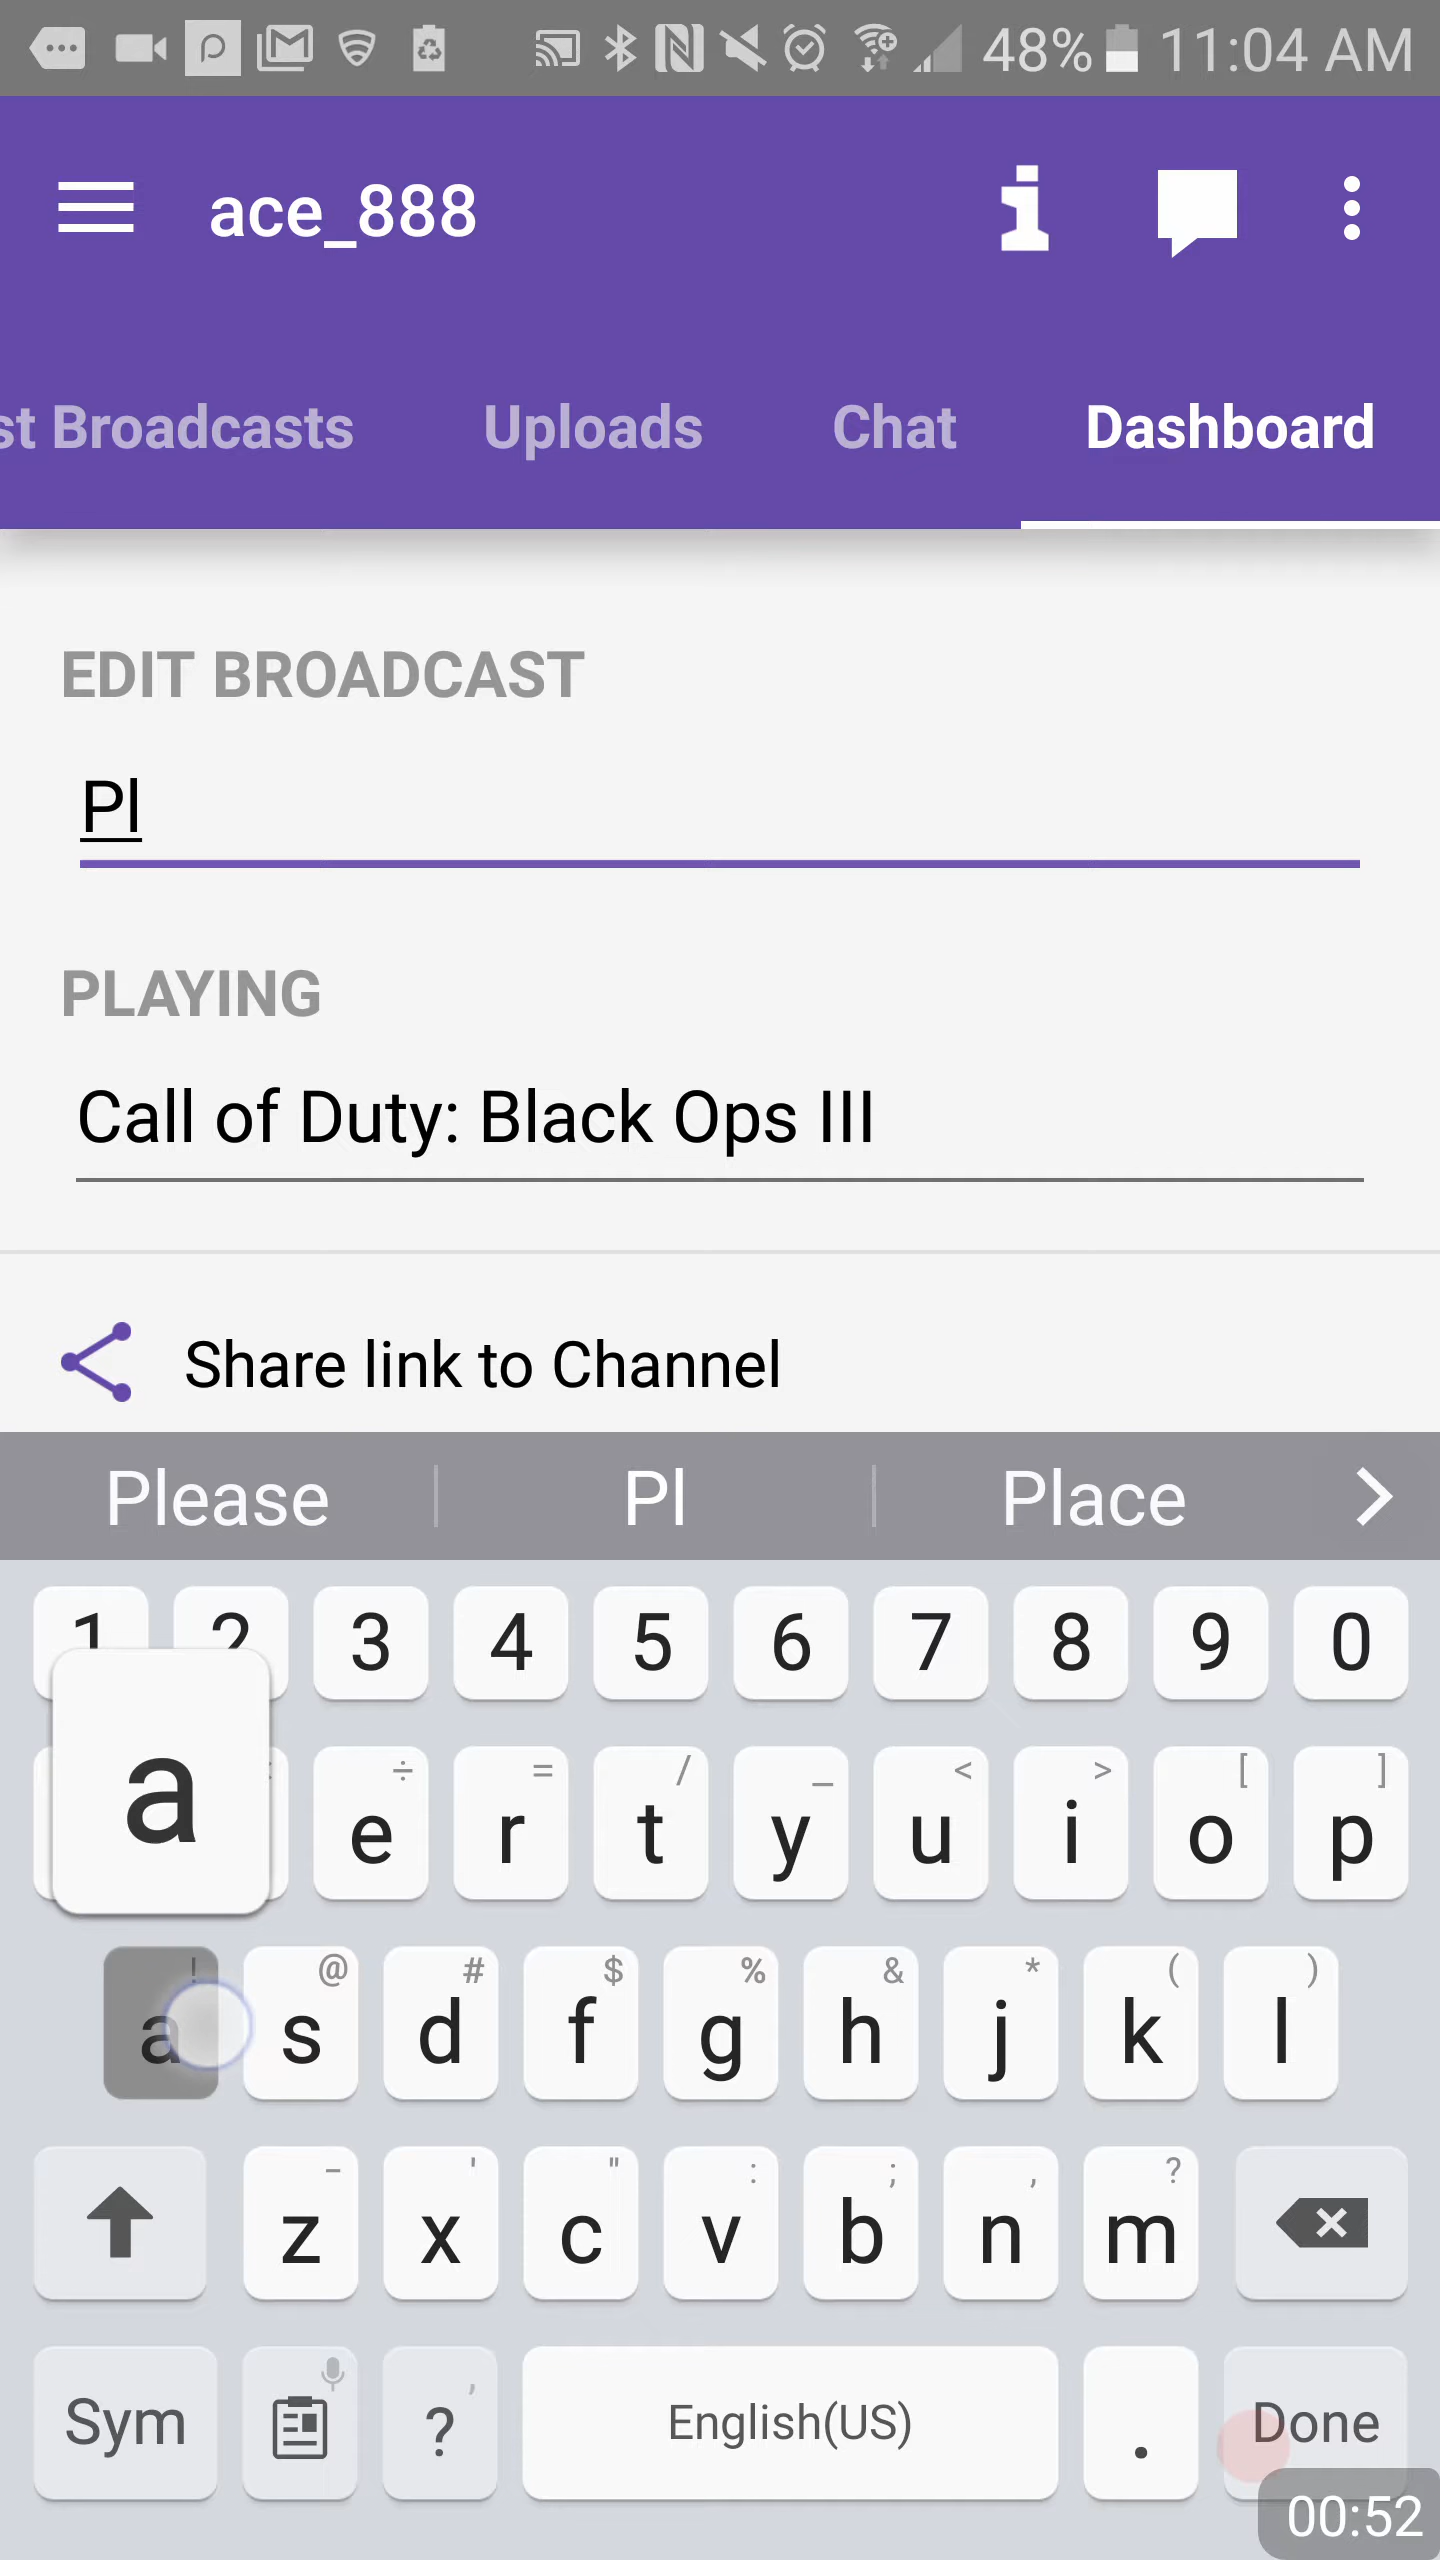 48% 11:04 AM
ace_888
st Broadcasts Uploads Chat Dashboard
EDIT BROADCAST
Pl
PLAYING
Call of Duty: Black Ops III
Share link to Channel
Please Pl Place
1 2 3 4 5 6 7 8 9 0
a
÷ = / _ < > [ ]
e r t y u i o p
! @ # $ % & * ( )
a s d f g h j k l
- ' " : ; , ?
z x c v b n m
Sym ? , English(US) . Done
00:52